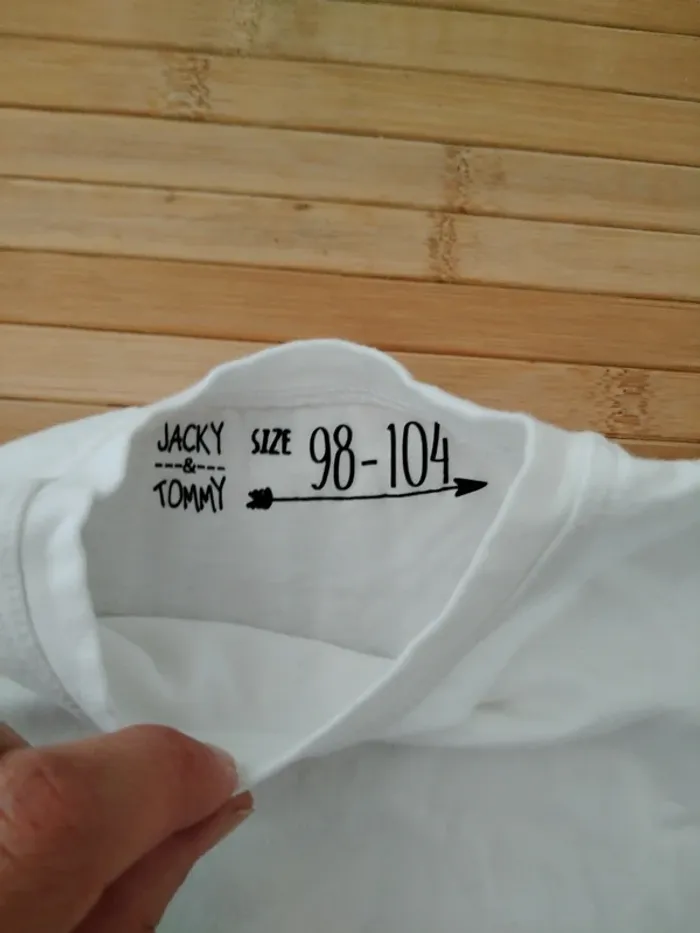 JACKY
---&---
TOMMY
SIZE 98-104